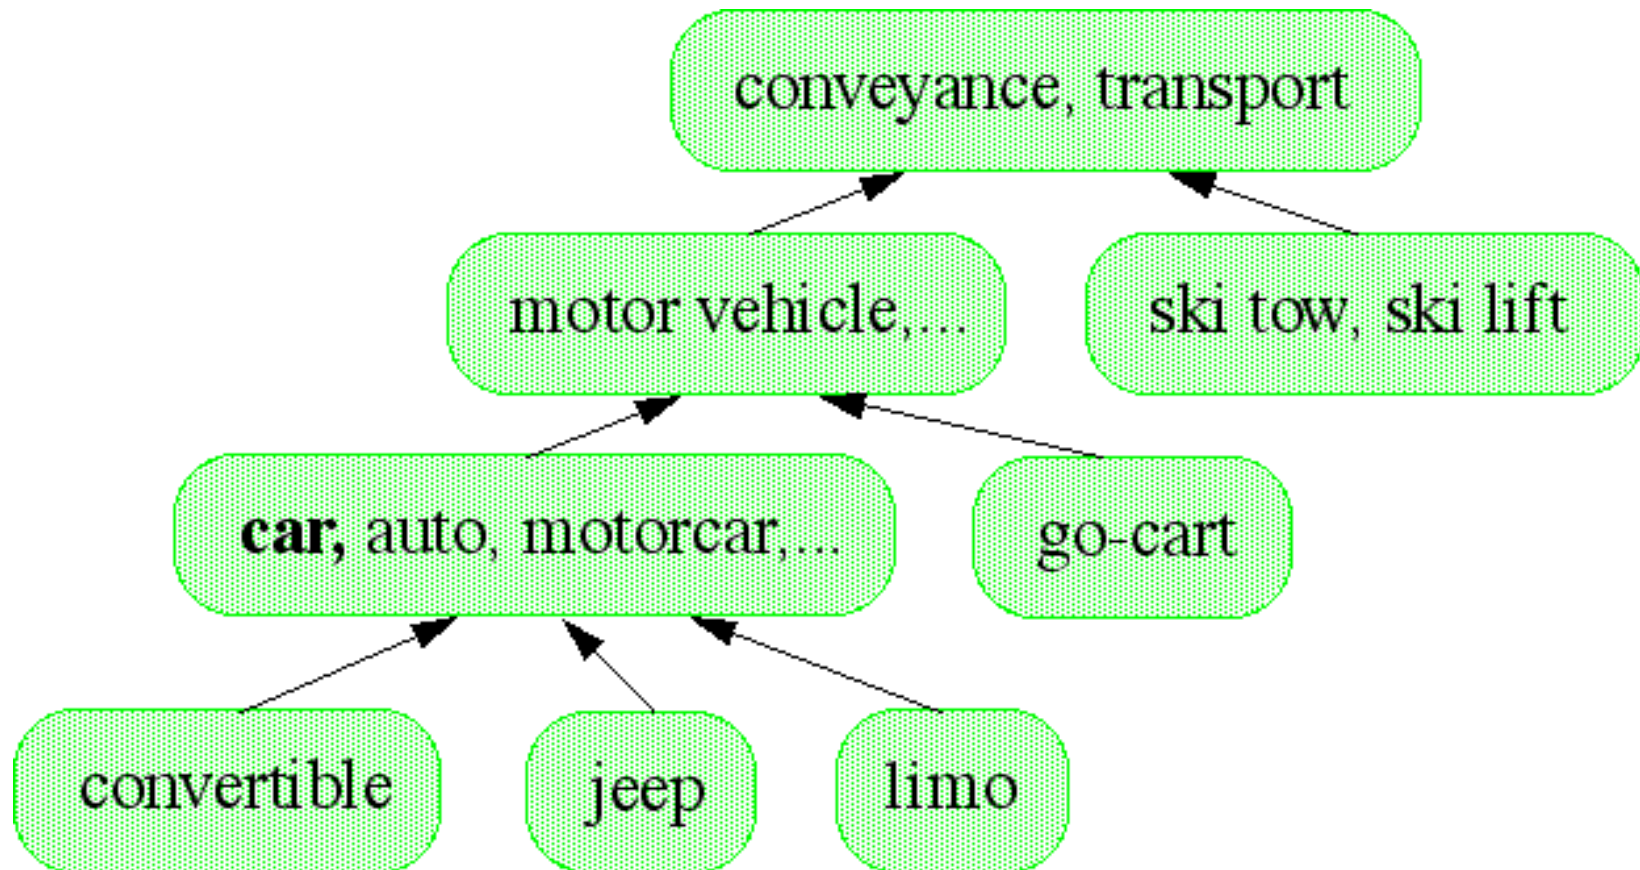 conveyance, transport
motor vehicle,...
ski tow, ski lift
car, auto, motorcar,...
go-cart
convertible
jeep
limo